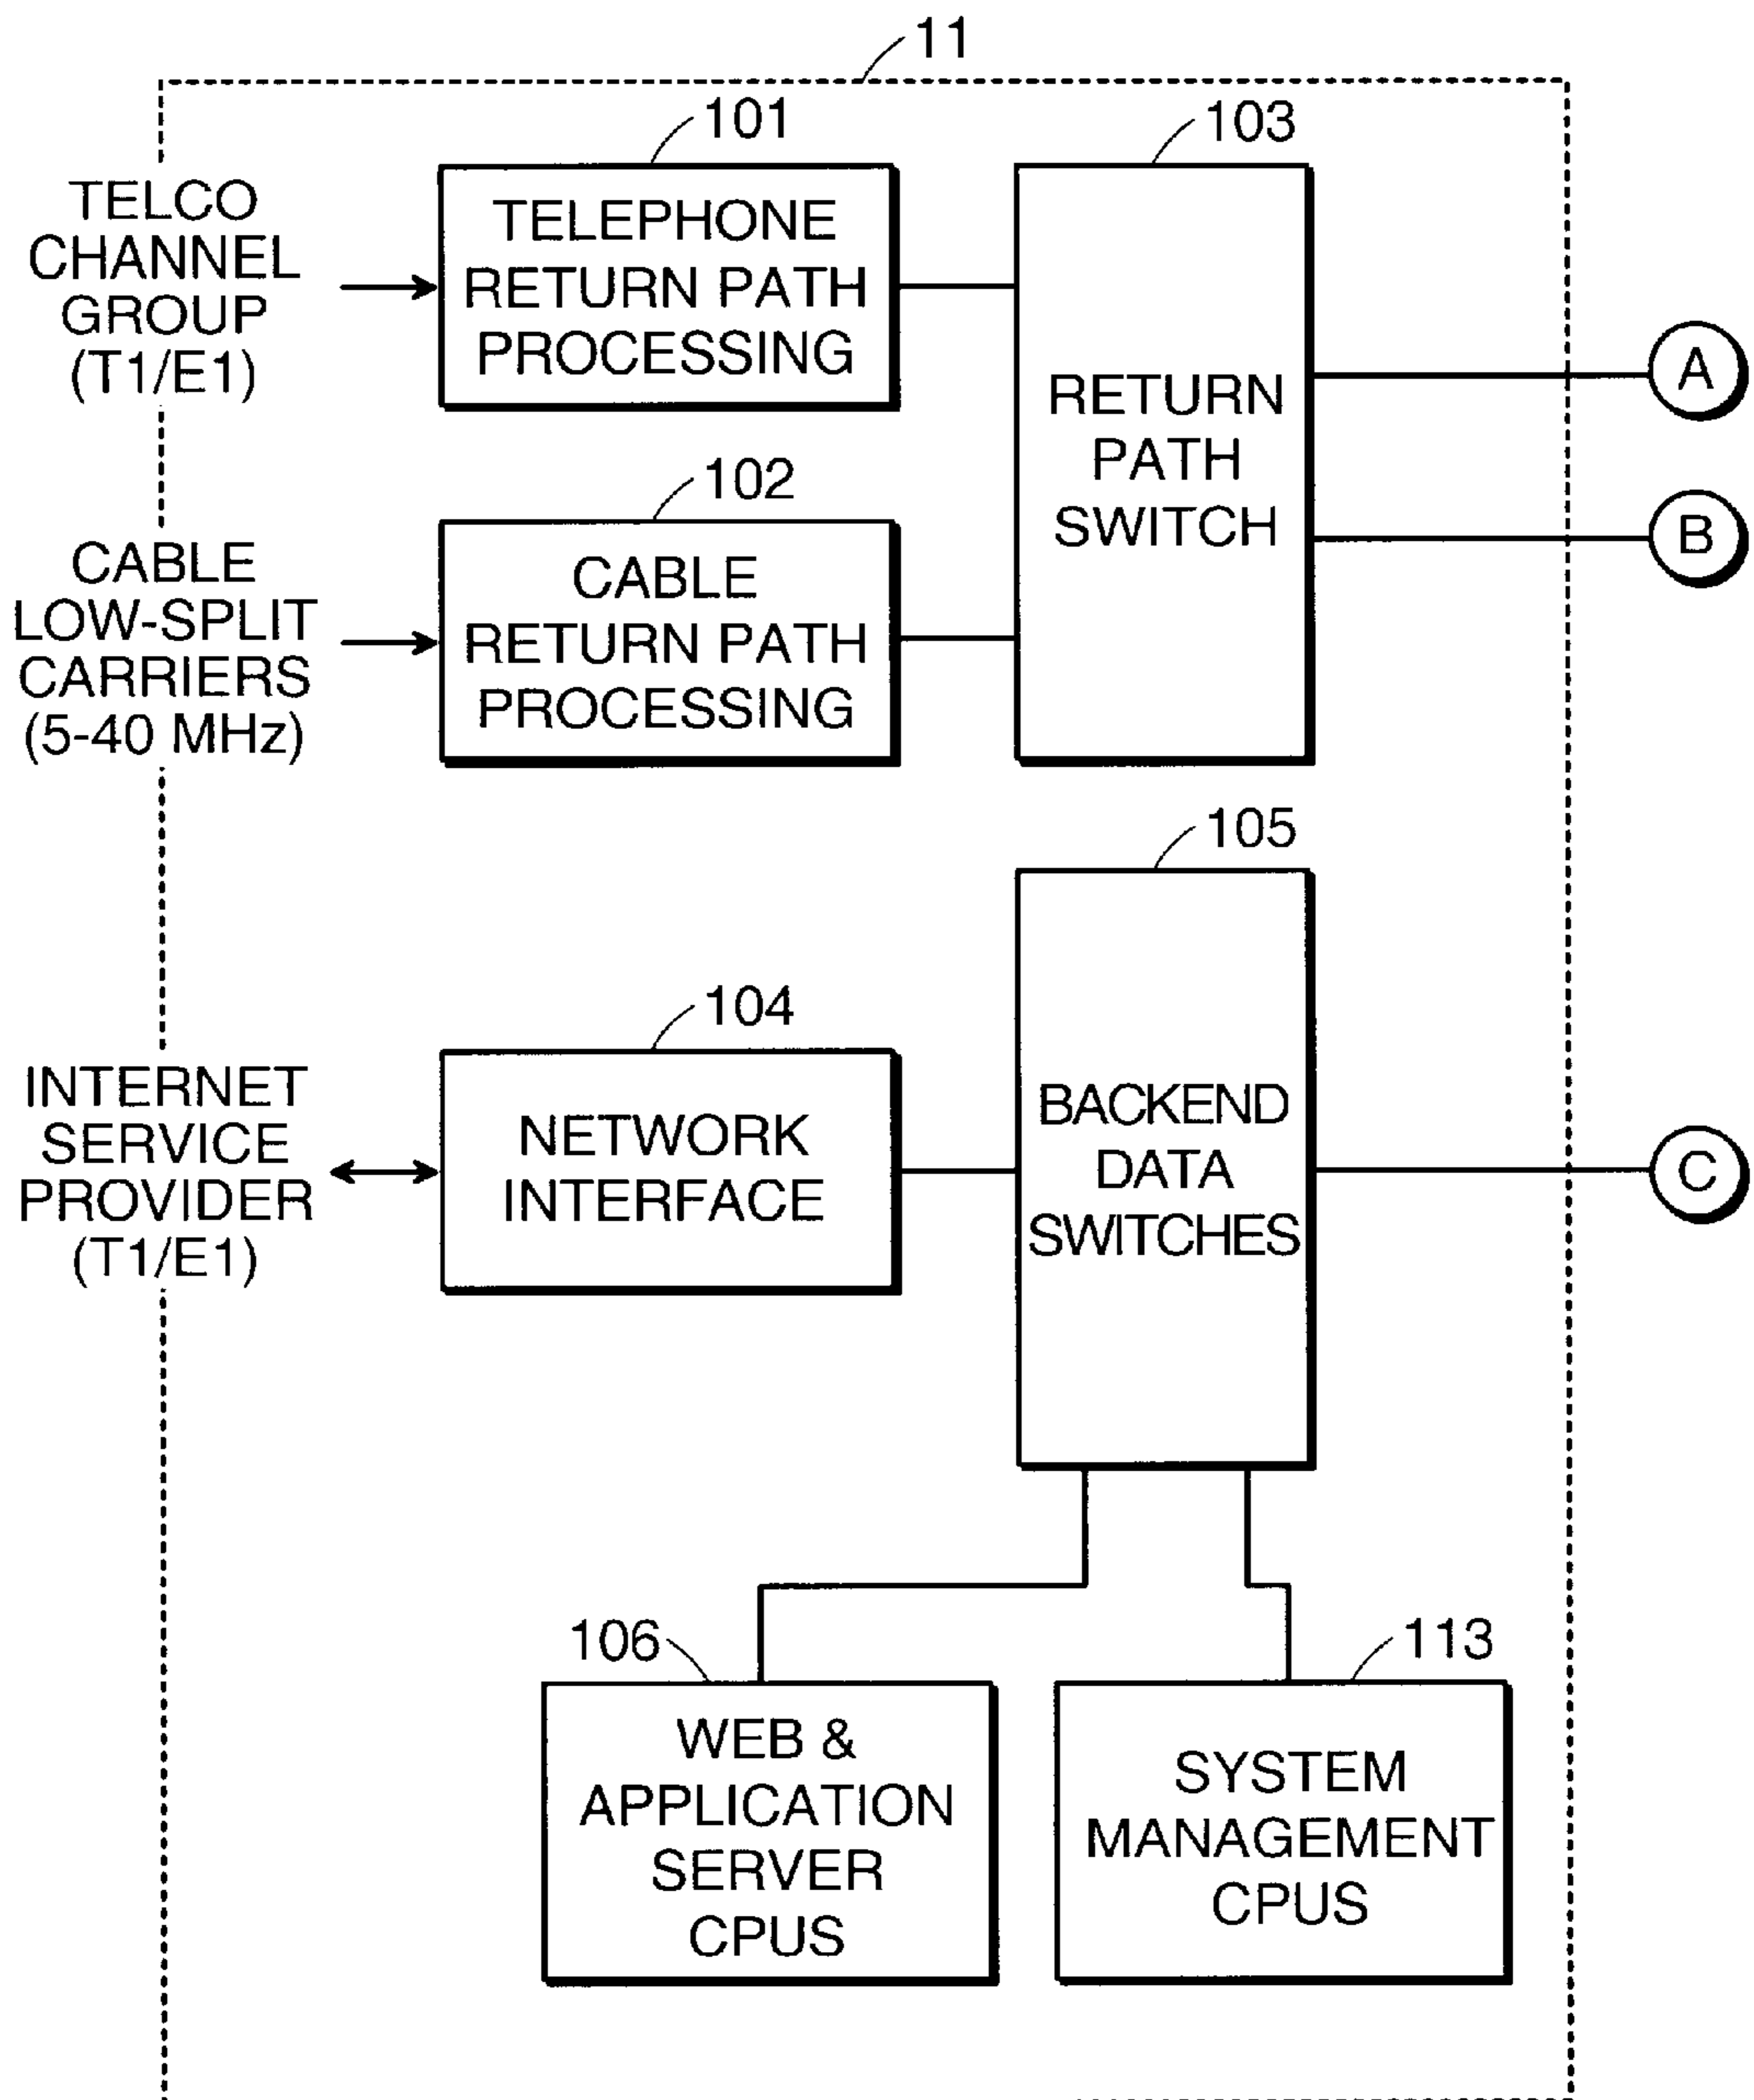 11
101
103
TELCO
CHANNEL
GROUP
(T1/E1)
TELEPHONE
RETURN PATH
PROCESSING
RETURN
PATH
SWITCH
A
B
102
CABLE
LOW-SPLIT
CARRIERS
(5-40 MHz)
CABLE
RETURN PATH
PROCESSING
105
104
INTERNET
SERVICE
PROVIDER
(T1/E1)
NETWORK
INTERFACE
BACKEND
DATA
SWITCHES
C
106
113
WEB &
APPLICATION
SERVER
CPUS
SYSTEM
MANAGEMENT
CPUS